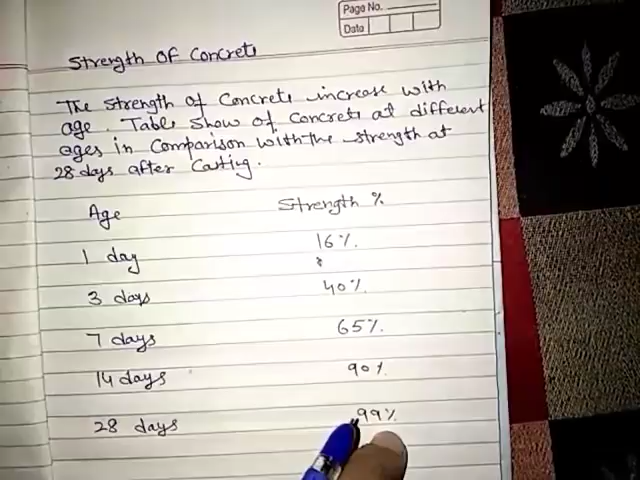 Page No.
Date
Strength Of Concrete
The Strength of Concrete increase with
age. Table Show of Concrete at different
ages in Comparison with the strength at
28 days after Casting.
Age Strength %
1 day 16%
3 days 40%
7 days 65%
14 days 90%
28 days 99%